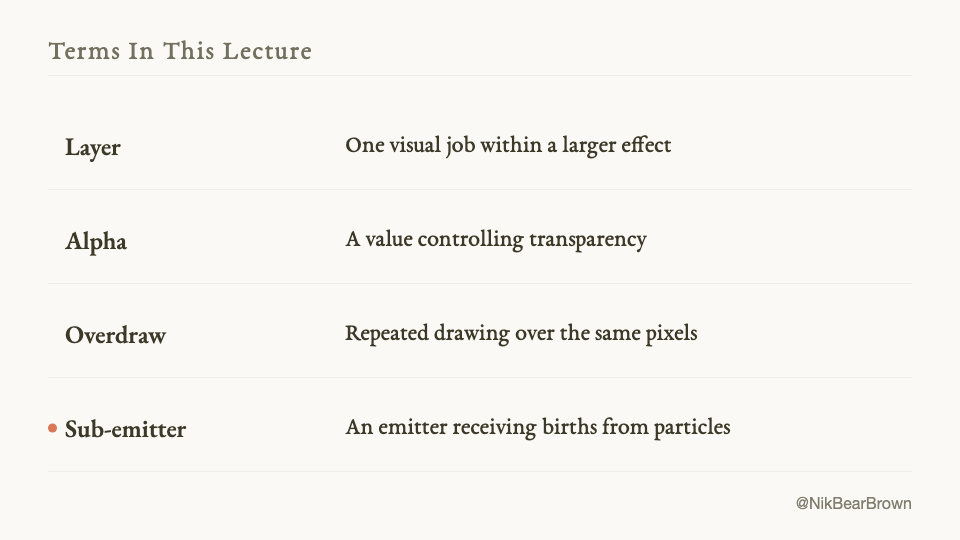 Terms In This Lecture
Layer
One visual job within a larger effect
Alpha
A value controlling transparency
Overdraw
Repeated drawing over the same pixels
Sub-emitter
An emitter receiving births from particles
@NikBearBrown